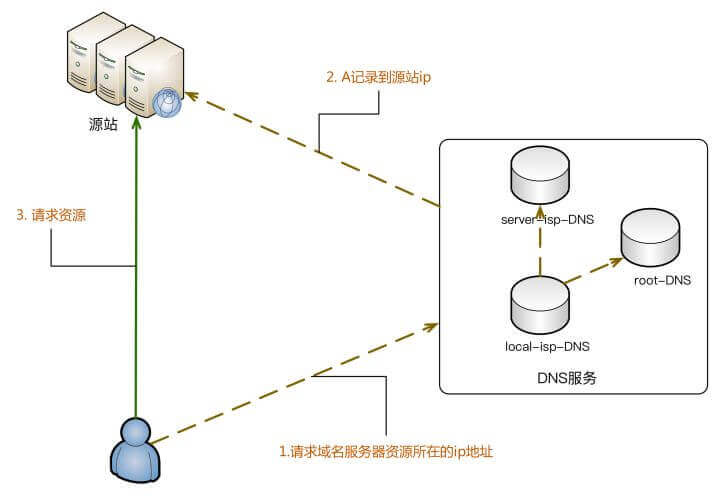 2. A记录到源站ip
源站
3. 请求资源
server-isp-DNS
root-DNS
local-isp-DNS
DNS服务
1.请求域名服务器资源所在的ip地址